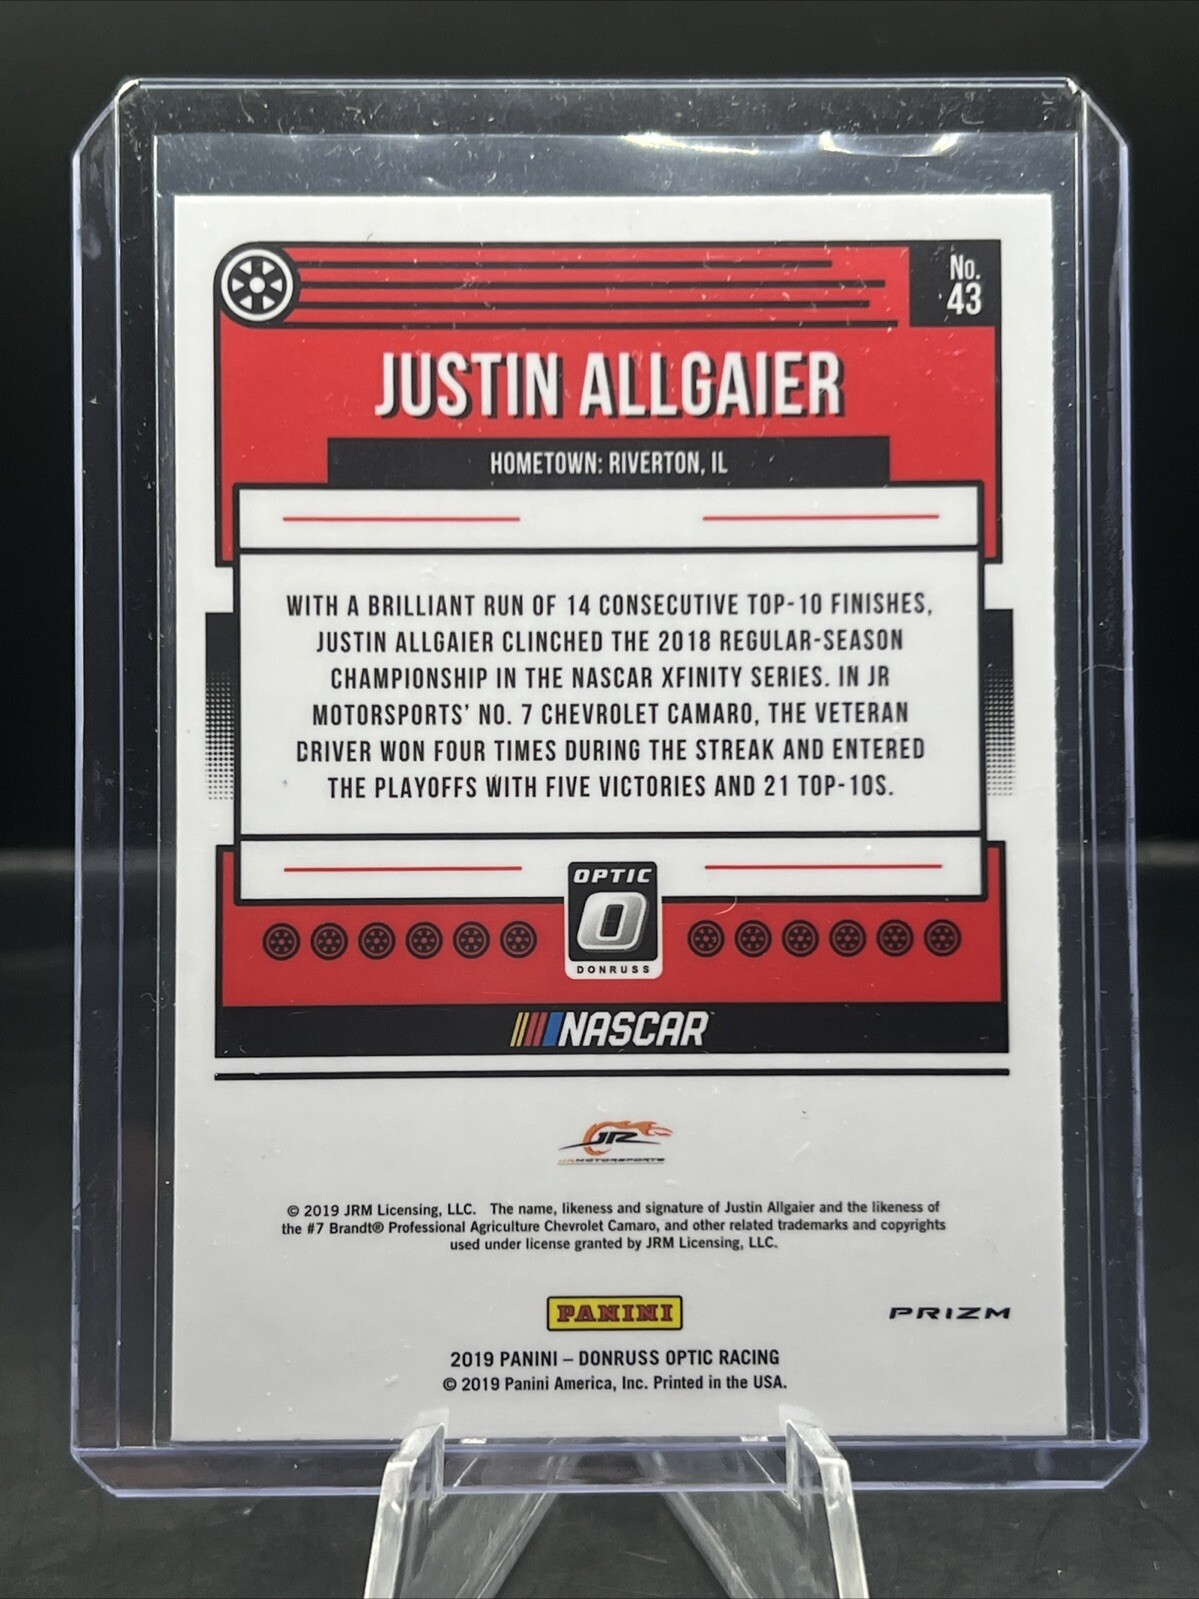 No.
43
JUSTIN ALLGAIER
HOMETOWN: RIVERTON, IL
WITH A BRILLIANT RUN OF 14 CONSECUTIVE TOP-10 FINISHES,
JUSTIN ALLGAIER CLINCHED THE 2018 REGULAR-SEASON
CHAMPIONSHIP IN THE NASCAR XFINITY SERIES. IN JR
MOTORSPORTS' NO. 7 CHEVROLET CAMARO, THE VETERAN
DRIVER WON FOUR TIMES DURING THE STREAK AND ENTERED
THE PLAYOFFS WITH FIVE VICTORIES AND 21 TOP-10S.
OPTIC
O
DONRUSS
NASCAR
JR
JR MOTORSPORTS
© 2019 JRM Licensing, LLC. The name, likeness and signature of Justin Allgaier and the likeness of
the #7 Brandt® Professional Agriculture Chevrolet Camaro, and other related trademarks and copyrights
used under license granted by JRM Licensing, LLC.
PANINI
PRIZM
2019 PANINI – DONRUSS OPTIC RACING
© 2019 Panini America, Inc. Printed in the USA.